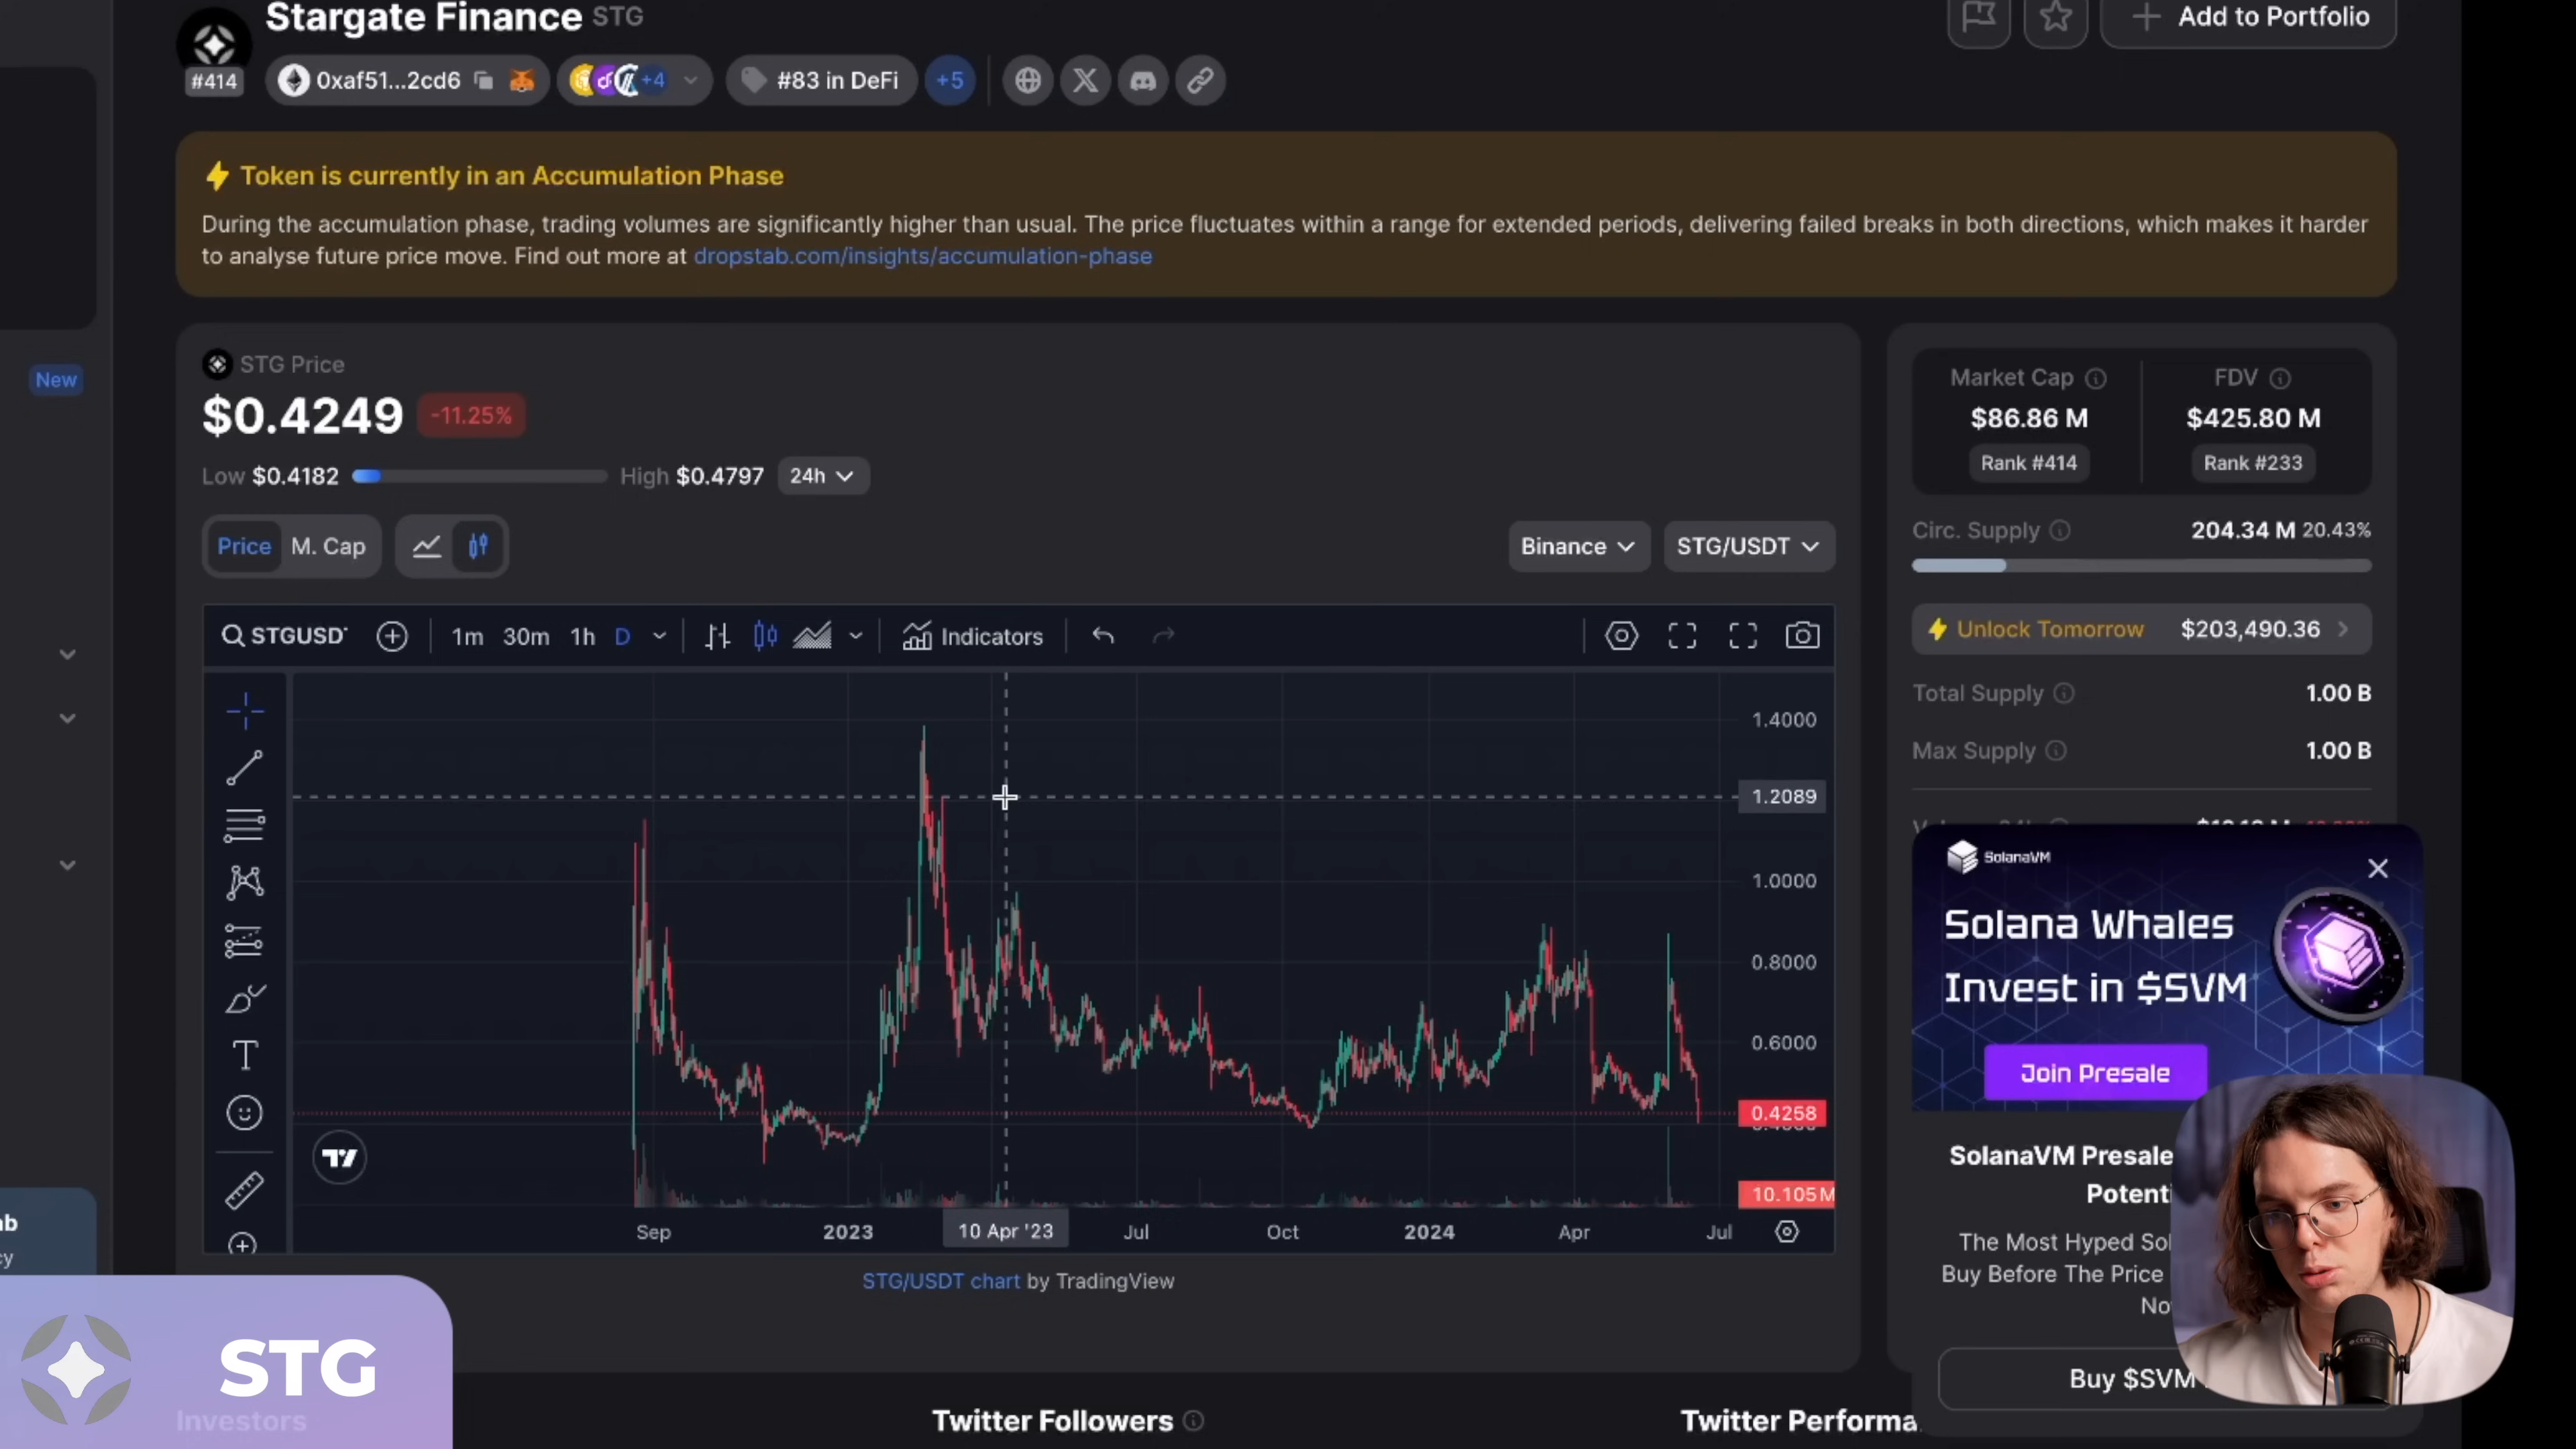 Stargate Finance STG
Add to Portfolio
#414
0xaf51...2cd6
+4
#83 in DeFi
+5
Token is currently in an Accumulation Phase
During the accumulation phase, trading volumes are significantly higher than usual. The price fluctuates within a range for extended periods, delivering failed breaks in both directions, which makes it harder
to analyse future price move. Find out more at dropstab.com/insights/accumulation-phase
New
STG Price
$0.4249 -11.25%
Low $0.4182 High $0.4797 24h
Price M. Cap
Binance STG/USDT
Market Cap FDV
$86.86 M $425.80 M
Rank #414 Rank #233
Circ. Supply 204.34 M 20.43%
Unlock Tomorrow $203,490.36
Total Supply 1.00 B
Max Supply 1.00 B
STGUSD 1m 30m 1h D Indicators
1.4000
1.2089
1.0000
0.8000
0.6000
0.4258
10.105M
Sep 2023 10 Apr '23 Jul Oct 2024 Apr Jul
STG/USDT chart by TradingView
SolanaVM
Solana Whales
Invest in $SVM
Join Presale
SolanaVM Presale
The Most Hyped
Buy Before The Price
Buy $SVM
STG
Investors
Twitter Followers
Twitter